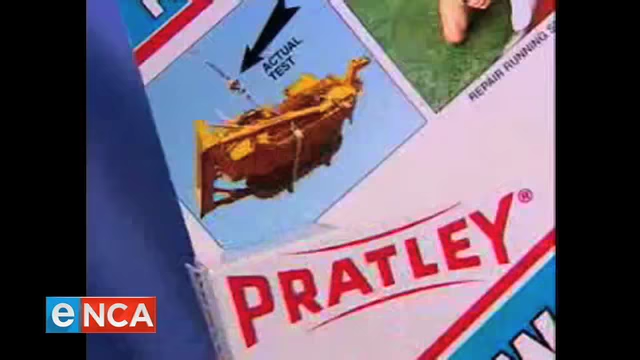 ACTUAL
TEST
REPAIR RUNNING
PRATLEY®
eNCA